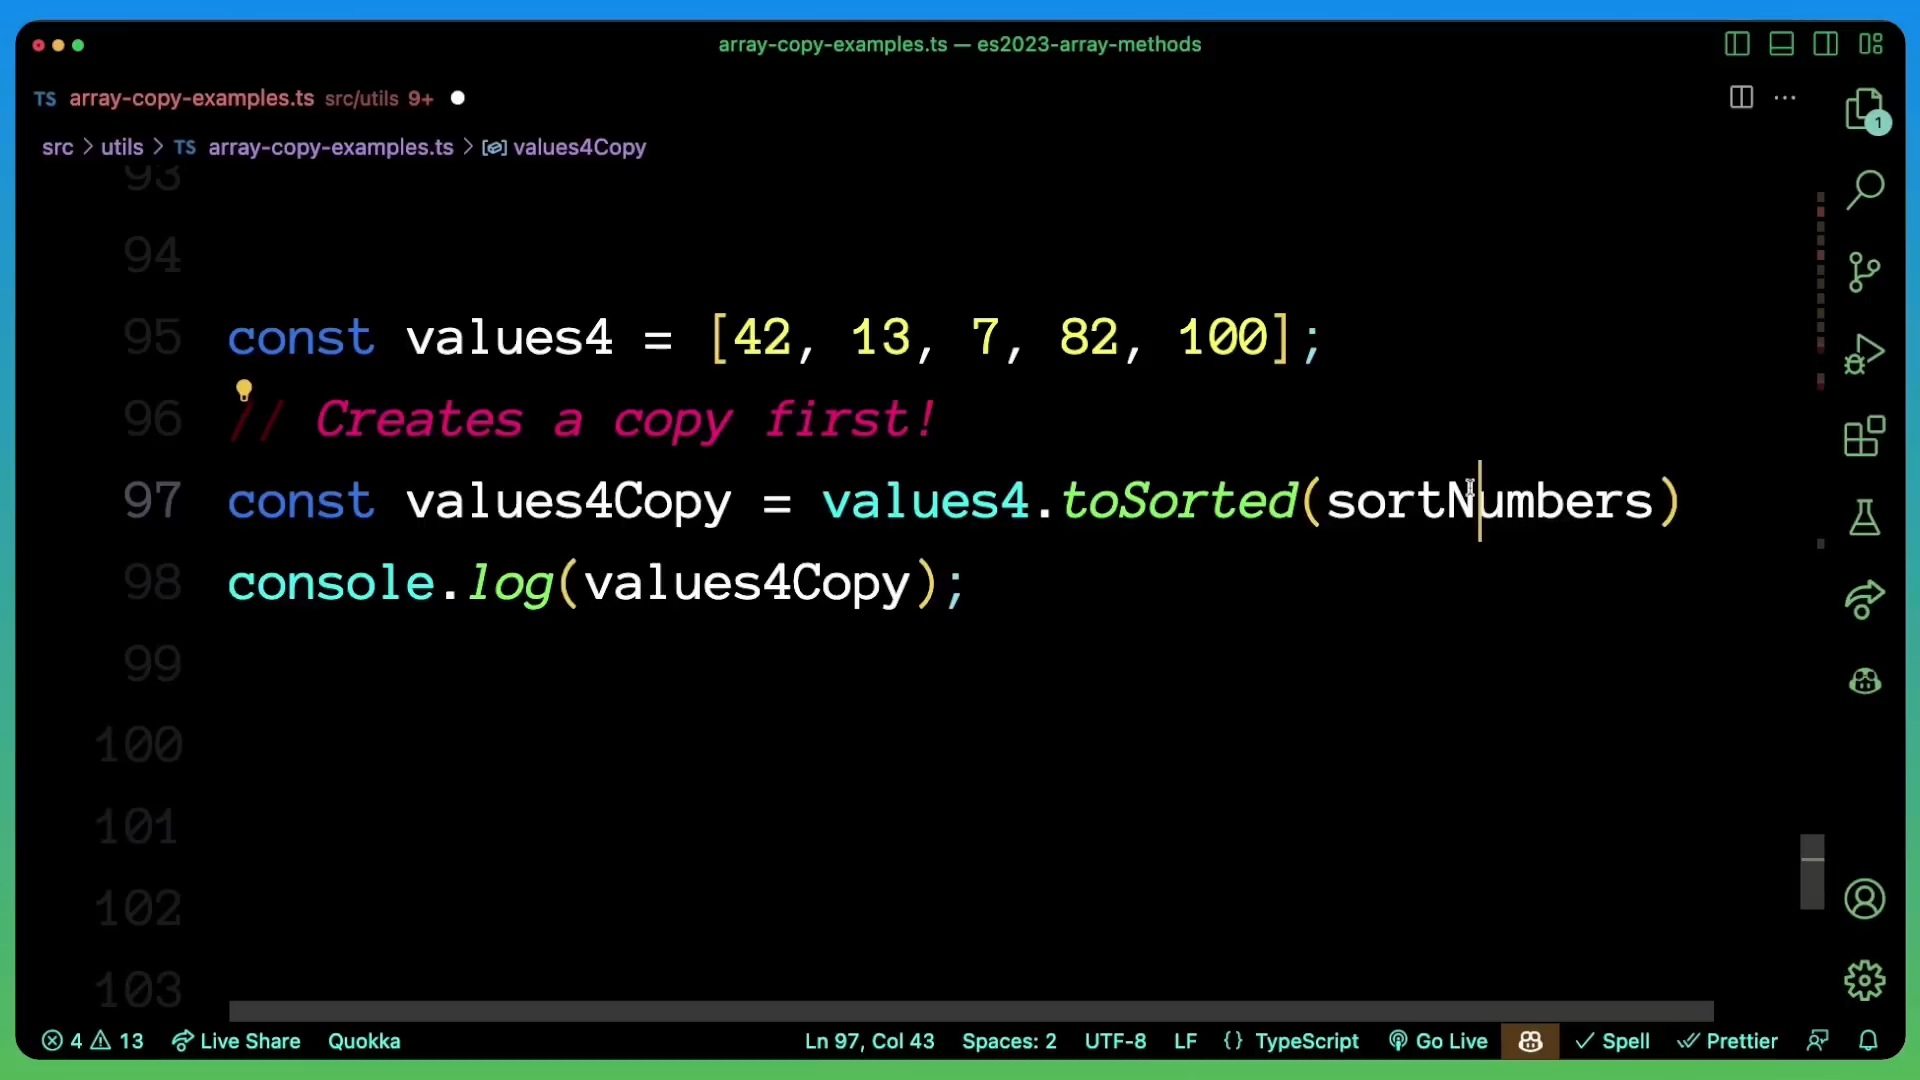 array-copy-examples.ts — es2023-array-methods
TS array-copy-examples.ts src/utils 9+
1
src > utils > TS array-copy-examples.ts > values4Copy
93
94
95 const values4 = [42, 13, 7, 82, 100];
96 // Creates a copy first!
97 const values4Copy = values4.toSorted(sortNumbers)
98 console.log(values4Copy);
99
100
101
102
103
4 13 Live Share Quokka Ln 97, Col 43 Spaces: 2 UTF-8 LF {} TypeScript Go Live Spell Prettier